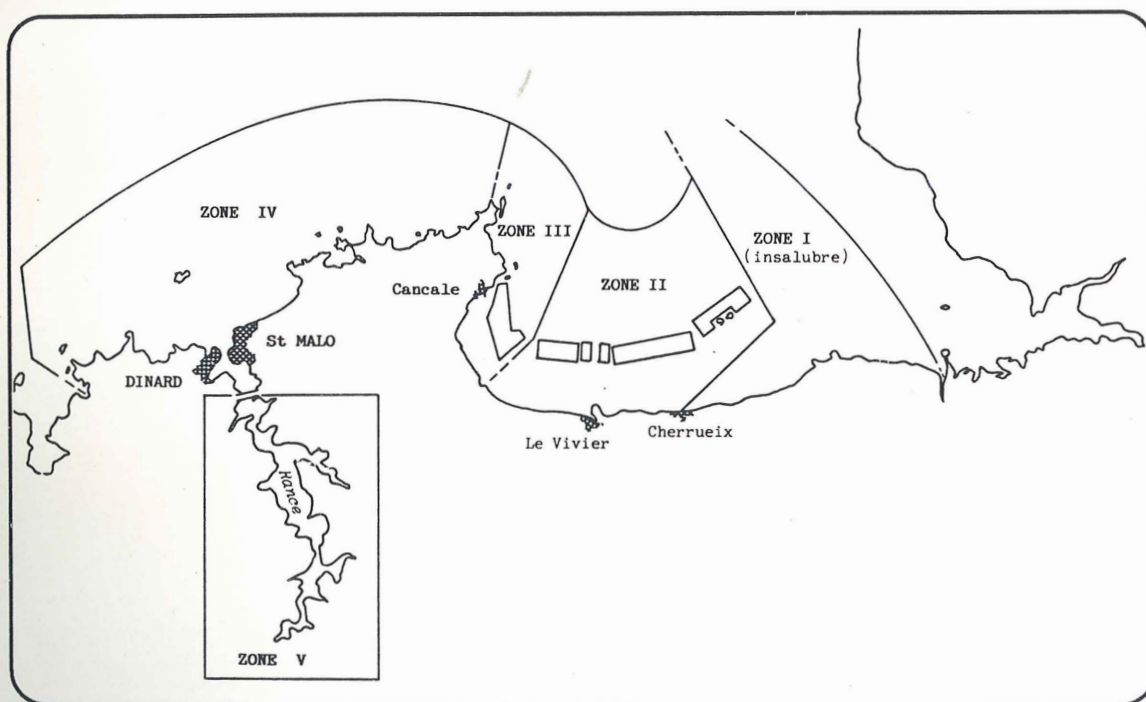 ZONE IV
ZONE III
ZONE I
(insalubre)
ZONE II
Cancale
St MALO
DINARD
Le Vivier
Cherrueix
Rance
ZONE V